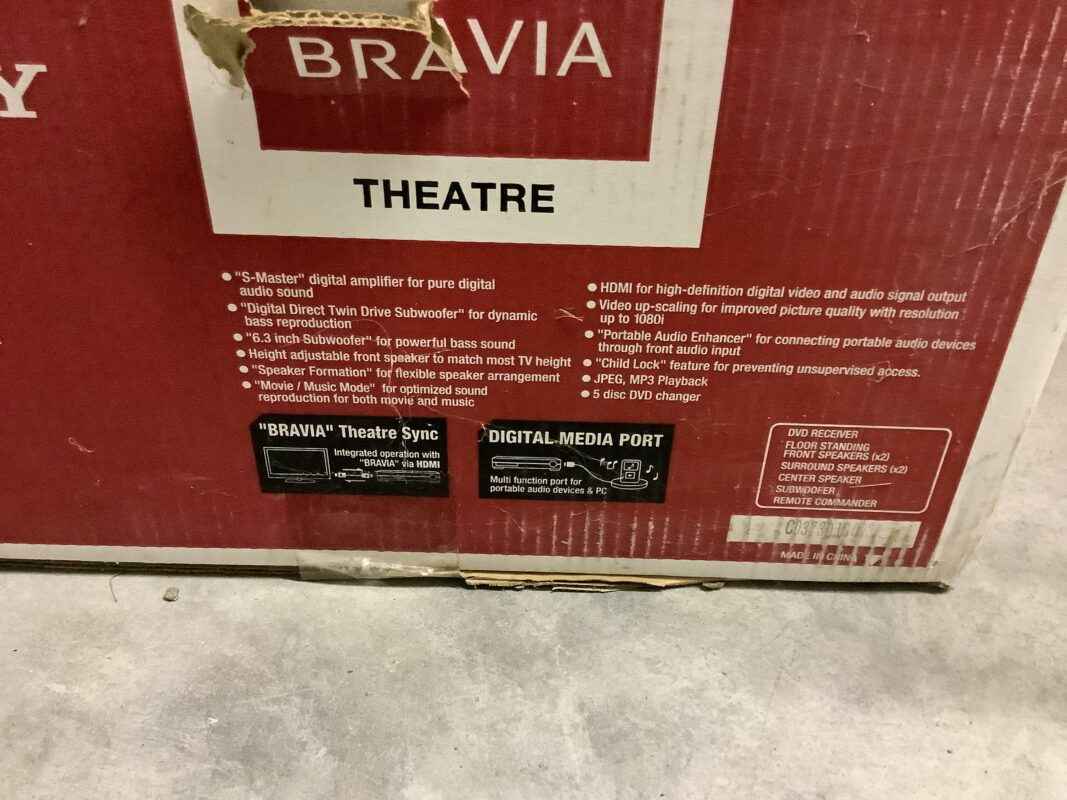 Y
BRAVIA
THEATRE
● "S-Master" digital amplifier for pure digital
audio sound
● "Digital Direct Twin Drive Subwoofer" for dynamic
bass reproduction
● "6.3 inch Subwoofer" for powerful bass sound
● Height adjustable front speaker to match most TV height
● "Speaker Formation" for flexible speaker arrangement
● "Movie / Music Mode" for optimized sound
reproduction for both movie and music
● HDMI for high-definition digital video and audio signal output
● Video up-scaling for improved picture quality with resolution
up to 1080i
● "Portable Audio Enhancer" for connecting portable audio devices
through front audio input
● "Child Lock" feature for preventing unsupervised access.
● JPEG, MP3 Playback
● 5 disc DVD changer
"BRAVIA" Theatre Sync
Integrated operation with
"BRAVIA" via HDMI
DIGITAL MEDIA PORT
Multi function port for
portable audio devices & PC
DVD RECEIVER
FLOOR STANDING
FRONT SPEAKERS (x2)
SURROUND SPEAKERS (x2)
CENTER SPEAKER
SUBWOOFER
REMOTE COMMANDER
MADE IN CHINA